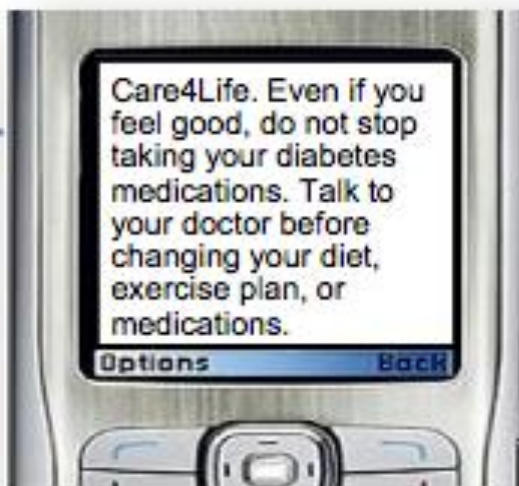 Care4Life. Even if you
feel good, do not stop
taking your diabetes
medications. Talk to
your doctor before
changing your diet,
exercise plan, or
medications.
Options Back